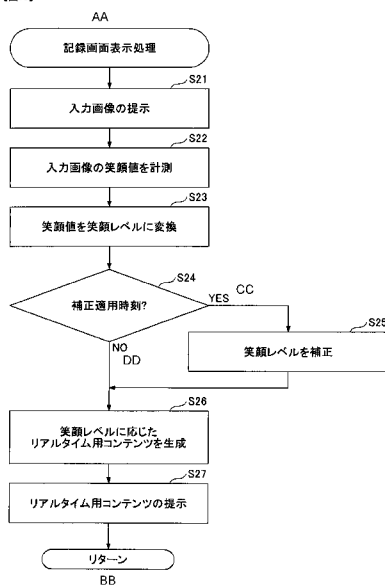 AA
記録画面表示処理
S21
入力画像の提示
S22
入力画像の笑顔値を計測
S23
笑顔値を笑顔レベルに変換
S24
補正適用時刻?
YES
CC
S25
笑顔レベルを補正
NO
DD
S26
笑顔レベルに応じた
リアルタイム用コンテンツを生成
S27
リアルタイム用コンテンツの提示
リターン
BB